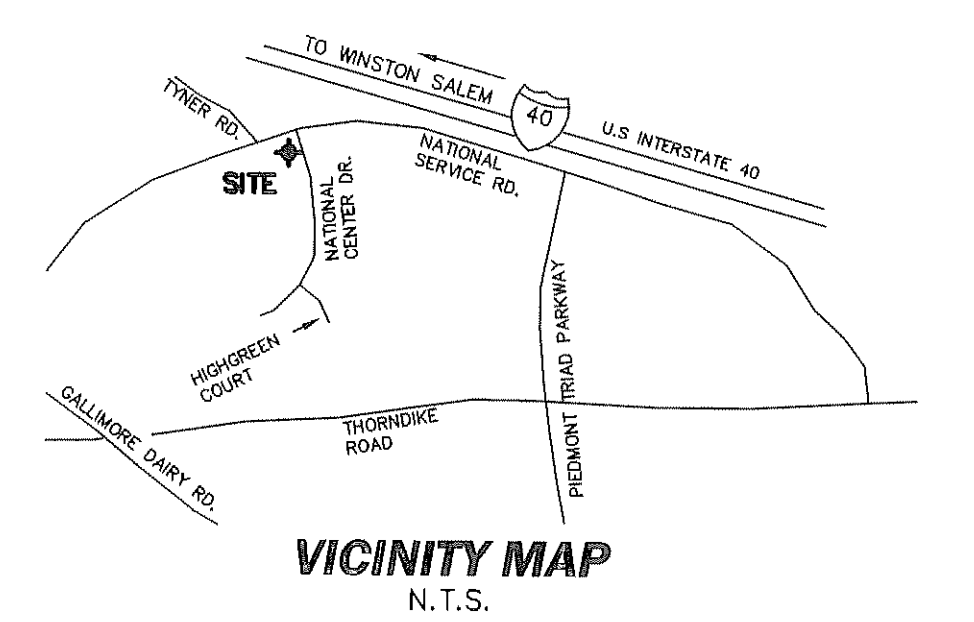 TO WINSTON SALEM
40
U.S INTERSTATE 40
TYNER RD.
NATIONAL
SERVICE RD.
SITE
NATIONAL
CENTER DR.
HIGHGREEN
COURT
PIEDMONT TRIAD PARKWAY
GALLIMORE DAIRY RD.
THORNDIKE
ROAD
VICINITY MAP
N.T.S.